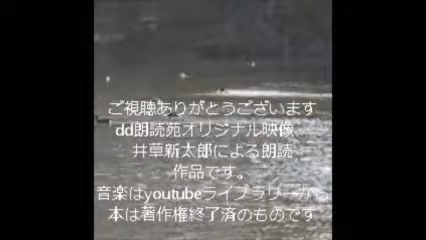 ご視聴ありがとうございます
dd朗読苑オリジナル映像、
井草新太郎による朗読
作品です。
音楽はyoutubeライブラリーから
本は著作権終了済のものです